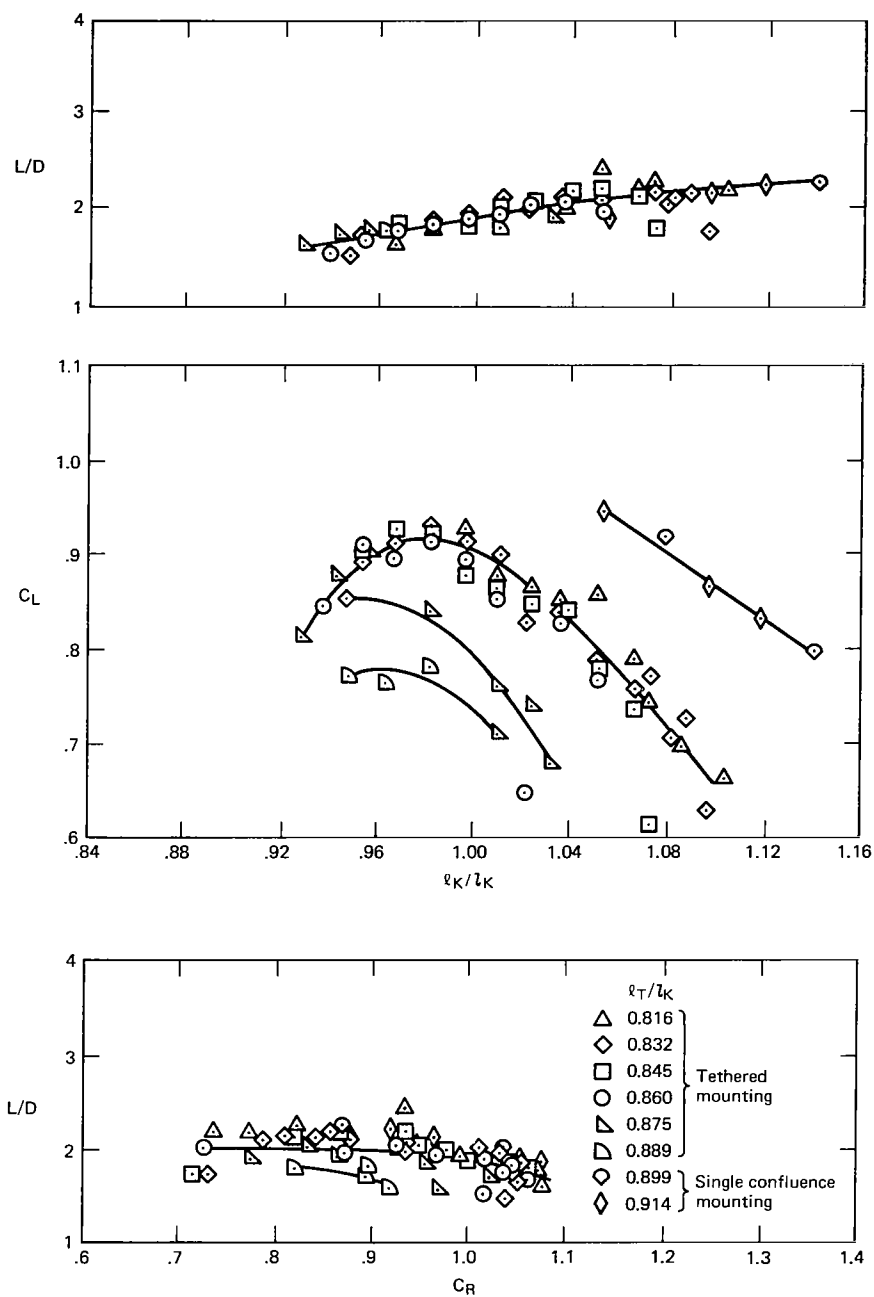 4
3
L/D
2
1
1.1
1.0
.9
C_L
.8
.7
.6
.84 .88 .92 .96 1.00 1.04 1.08 1.12 1.16
ℓ_K/l_K
4
3
L/D
2
1
ℓ_T/l_K
0.816
0.832
0.845
0.860
0.875
0.889
Tethered
mounting
0.899
0.914
Single confluence
mounting
.6 .7 .8 .9 1.0 1.1 1.2 1.3 1.4
C_R